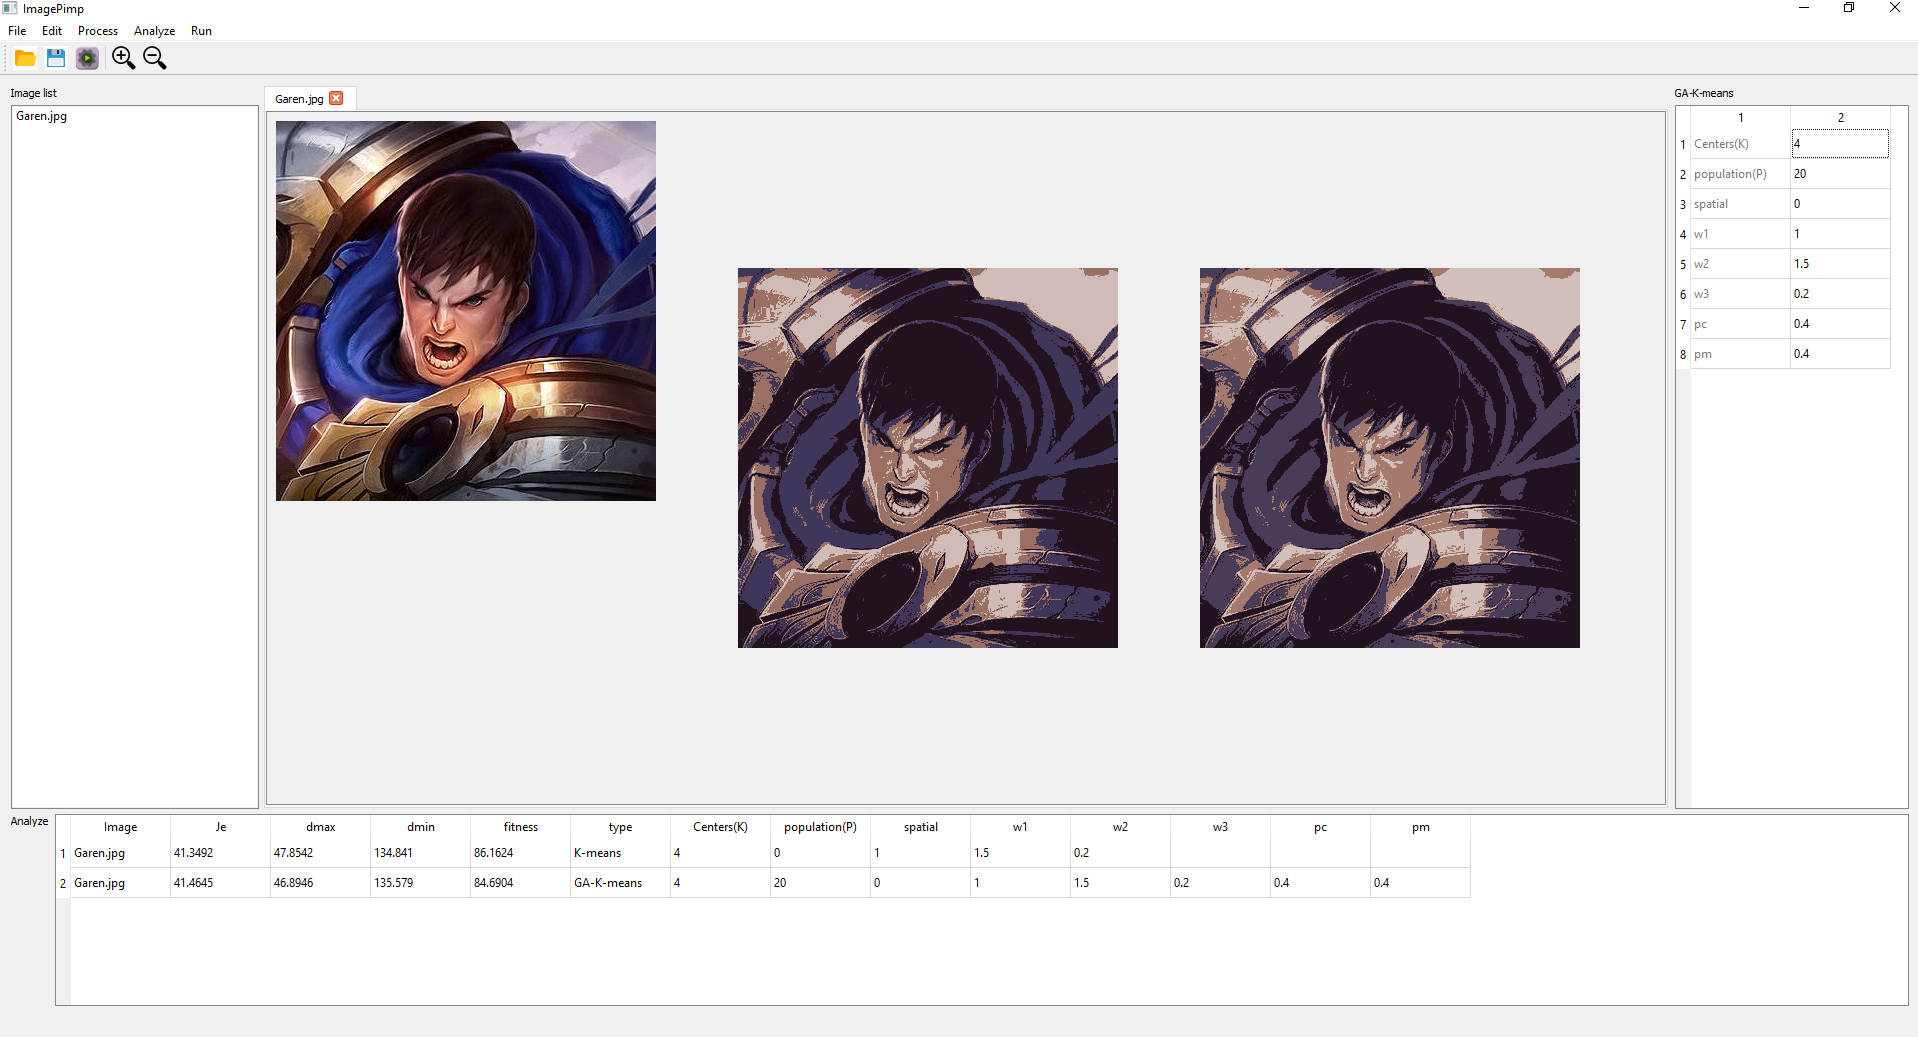 ImagePimp
File Edit Process Analyze Run
Image list
Garen.jpg
Garen.jpg
GA-K-means
1 2
1 Centers(K) 4
2 population(P) 20
3 spatial 0
4 w1 1
5 w2 1.5
6 w3 0.2
7 pc 0.4
8 pm 0.4
Analyze
Image Je dmax dmin fitness type Centers(K) population(P) spatial w1 w2 w3 pc pm
1 Garen.jpg 41.3492 47.8542 134.841 86.1624 K-means 4 0 1 1.5 0.2
2 Garen.jpg 41.4645 46.8946 135.579 84.6904 GA-K-means 4 20 0 1 1.5 0.2 0.4 0.4